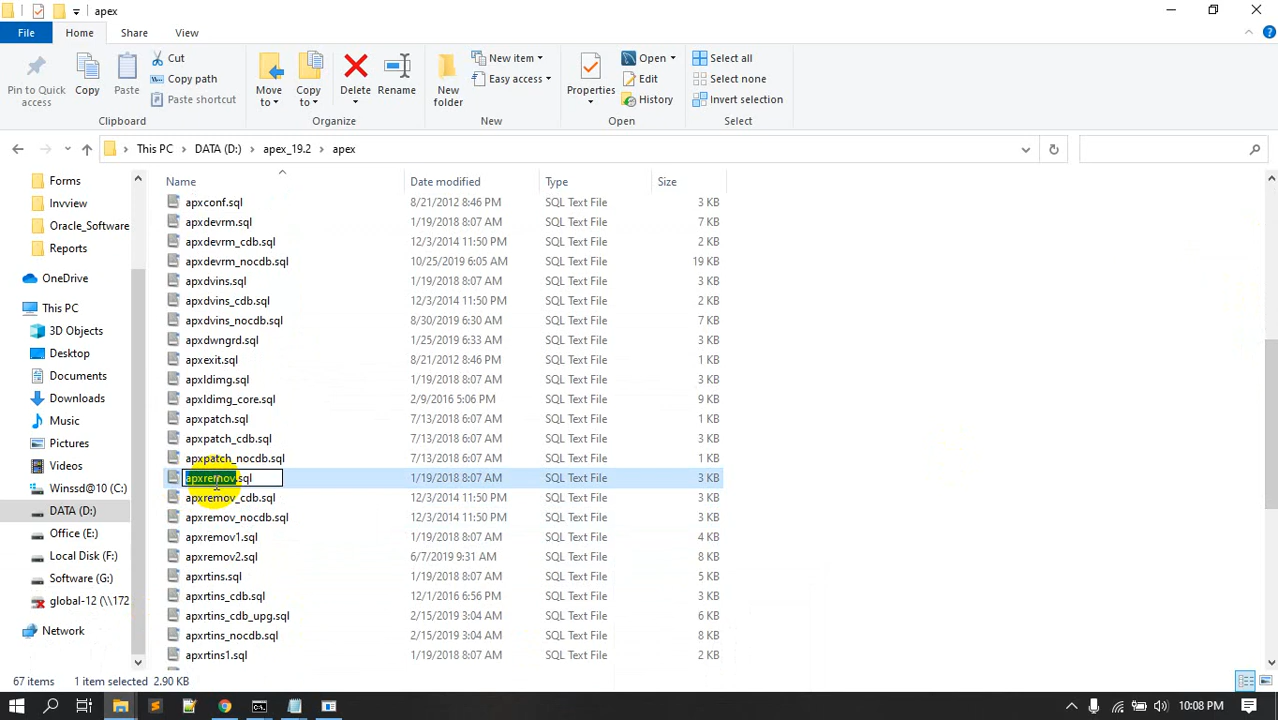 apex
File Home Share View
Pin to Quick access
Copy
Paste
Cut
Copy path
Paste shortcut
Clipboard
Move to
Copy to
Delete
Rename
Organize
New folder
New item
Easy access
New
Properties
Open
Edit
History
Open
Select all
Select none
Invert selection
Select
This PC DATA (D:) apex_19.2 apex
Forms
Invview
Oracle_Software
Reports
OneDrive
This PC
3D Objects
Desktop
Documents
Downloads
Music
Pictures
Videos
Winssd@10 (C:)
DATA (D:)
Office (E:)
Local Disk (F:)
Software (G:)
global-12 (\\172
Network
Name Date modified Type Size
apxconf.sql 8/21/2012 8:46 PM SQL Text File 3 KB
apxdevrm.sql 1/19/2018 8:07 AM SQL Text File 7 KB
apxdevrm_cdb.sql 12/3/2014 11:50 PM SQL Text File 2 KB
apxdevrm_nocdb.sql 10/25/2019 6:05 AM SQL Text File 19 KB
apxdvins.sql 1/19/2018 8:07 AM SQL Text File 3 KB
apxdvins_cdb.sql 12/3/2014 11:50 PM SQL Text File 2 KB
apxdvins_nocdb.sql 8/30/2019 6:30 AM SQL Text File 7 KB
apxdwngrd.sql 1/25/2019 6:33 AM SQL Text File 3 KB
apxexit.sql 8/21/2012 8:46 PM SQL Text File 1 KB
apxldimg.sql 1/19/2018 8:07 AM SQL Text File 3 KB
apxldimg_core.sql 2/9/2016 5:06 PM SQL Text File 9 KB
apxpatch.sql 7/13/2018 6:07 AM SQL Text File 1 KB
apxpatch_cdb.sql 7/13/2018 6:07 AM SQL Text File 3 KB
apxpatch_nocdb.sql 7/13/2018 6:07 AM SQL Text File 1 KB
apxremov.sql 1/19/2018 8:07 AM SQL Text File 3 KB
apxremov_cdb.sql 12/3/2014 11:50 PM SQL Text File 3 KB
apxremov_nocdb.sql 12/3/2014 11:50 PM SQL Text File 3 KB
apxremov1.sql 1/19/2018 8:07 AM SQL Text File 4 KB
apxremov2.sql 6/7/2019 9:31 AM SQL Text File 8 KB
apxrtins.sql 1/19/2018 8:07 AM SQL Text File 5 KB
apxrtins_cdb.sql 12/1/2016 6:56 PM SQL Text File 3 KB
apxrtins_cdb_upg.sql 2/15/2019 3:04 AM SQL Text File 6 KB
apxrtins_nocdb.sql 2/15/2019 3:04 AM SQL Text File 8 KB
apxrtins1.sql 1/19/2018 8:07 AM SQL Text File 2 KB
67 items 1 item selected 2.90 KB
10:08 PM